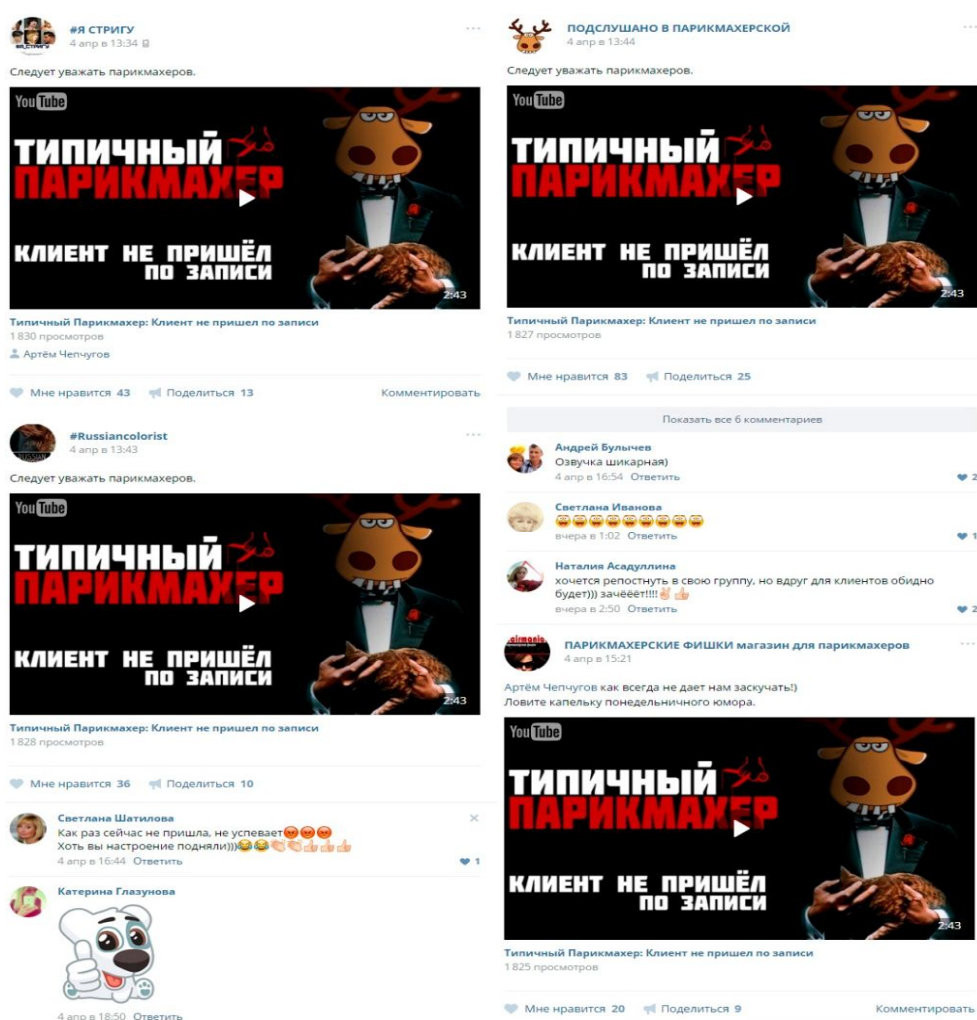 #Я СТРИГУ
4 апр в 13:34
Следует уважать парикмахеров.
YouTube
ТИПИЧНЫЙ
ПАРИКМАХЕР
КЛИЕНТ НЕ ПРИШЁЛ
ПО ЗАПИСИ
2:43
Типичный Парикмахер: Клиент не пришел по записи
1 830 просмотров
Артём Чепчугов
Мне нравится 43 Поделиться 13 Комментировать
#Russiancolorist
4 апр в 13:43
Следует уважать парикмахеров.
YouTube
ТИПИЧНЫЙ
ПАРИКМАХЕР
КЛИЕНТ НЕ ПРИШЁЛ
ПО ЗАПИСИ
2:43
Типичный Парикмахер: Клиент не пришел по записи
1 828 просмотров
Мне нравится 36 Поделиться 10
Светлана Шатилова
Как раз сейчас не пришла, не успевает😡😡😡
Хоть вы настроение подняли)))😂😂👏👏👍👍👍
4 апр в 16:44 Ответить 1
Катерина Глазунова
4 апр в 18:50 Ответить
ПОДСЛУШАНО В ПАРИКМАХЕРСКОЙ
4 апр в 13:44
Следует уважать парикмахеров.
YouTube
ТИПИЧНЫЙ
ПАРИКМАХЕР
КЛИЕНТ НЕ ПРИШЁЛ
ПО ЗАПИСИ
2:43
Типичный Парикмахер: Клиент не пришел по записи
1 827 просмотров
Мне нравится 83 Поделиться 25
Показать все 6 комментариев
Андрей Булычев
Озвучка шикарная)
4 апр в 16:54 Ответить 2
Светлана Иванова
вчера в 1:02 Ответить 1
Наталия Асадуллина
хочется репостнуть в свою группу, но вдруг для клиентов обидно
будет))) зачёёёт!!!!✌👍
вчера в 2:50 Ответить 2
ПАРИКМАХЕРСКИЕ ФИШКИ магазин для парикмахеров
4 апр в 15:21
Артём Чепчугов как всегда не дает нам заскучать!)
Ловите капельку понедельничного юмора.
YouTube
ТИПИЧНЫЙ
ПАРИКМАХЕР
КЛИЕНТ НЕ ПРИШЁЛ
ПО ЗАПИСИ
2:43
Типичный Парикмахер: Клиент не пришел по записи
1 825 просмотров
Мне нравится 20 Поделиться 9 Комментировать